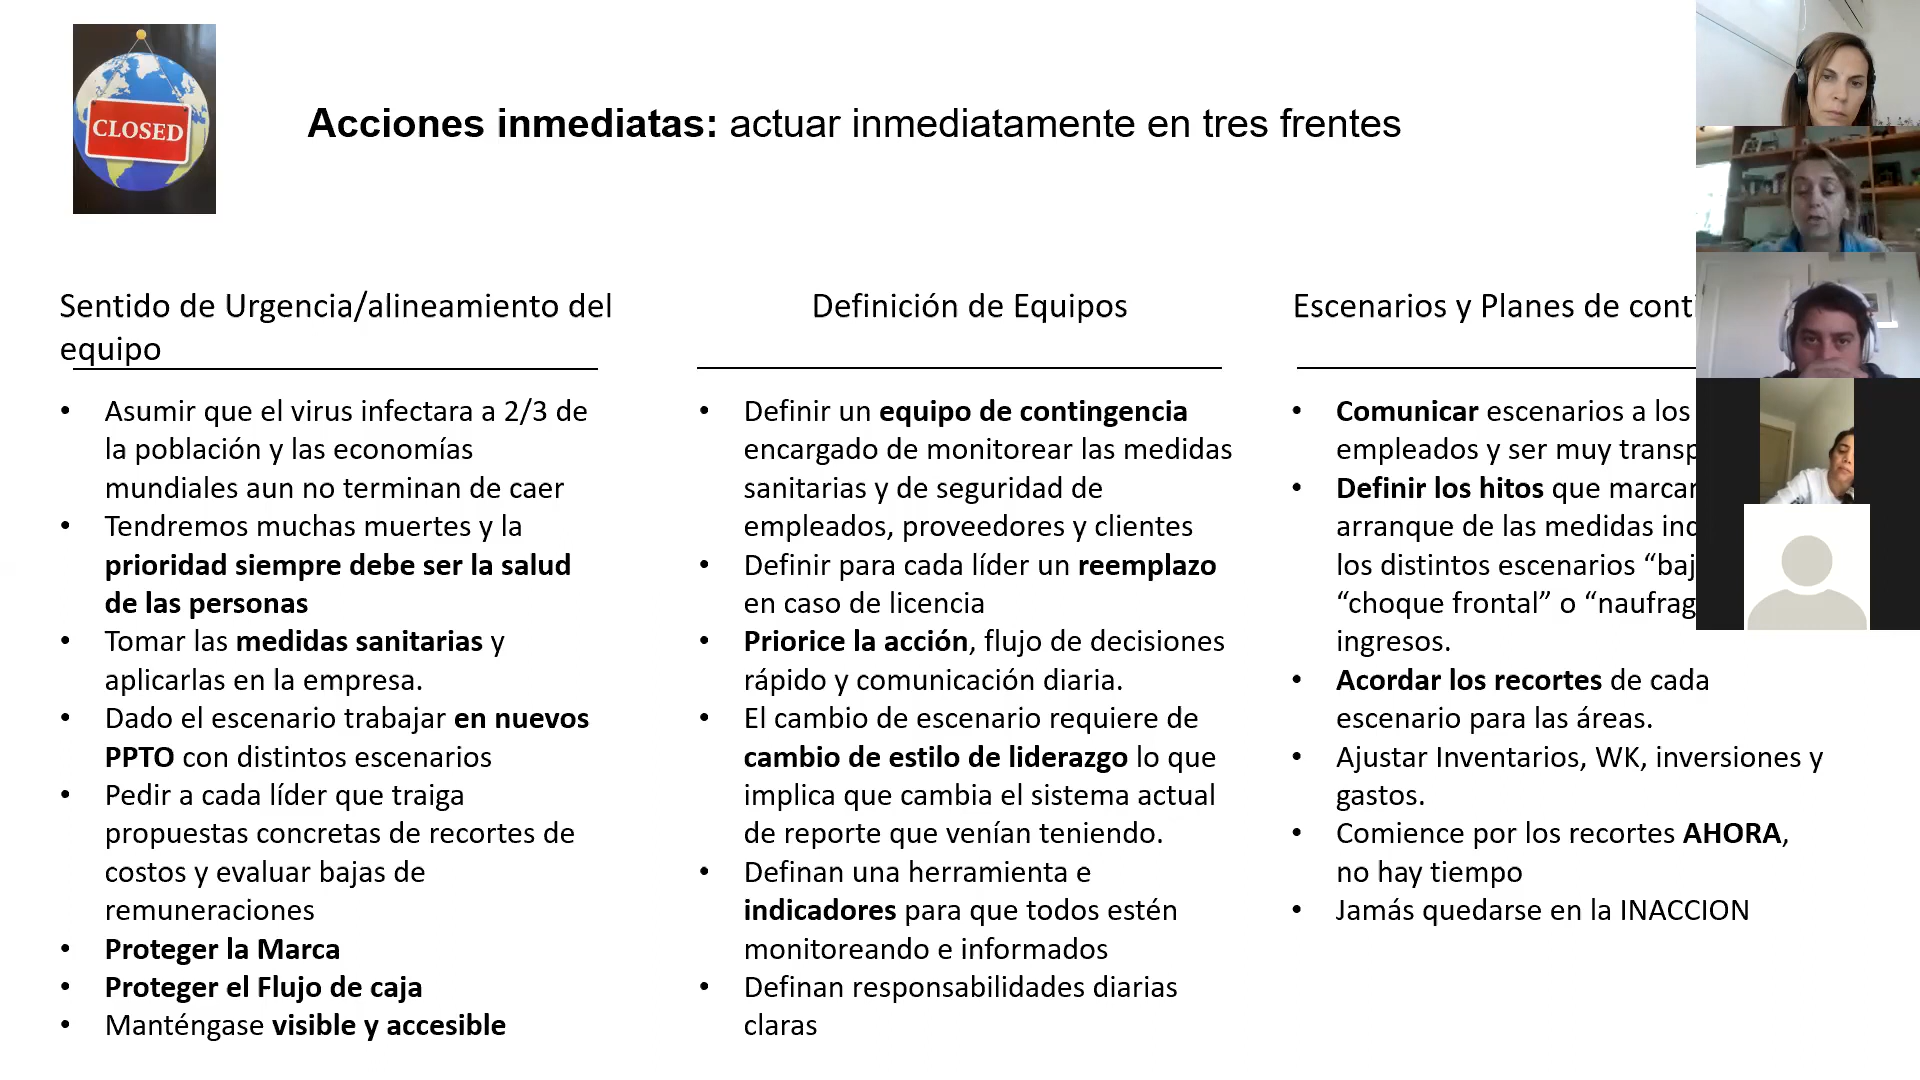 CLOSED
Acciones inmediatas: actuar inmediatamente en tres frentes
Sentido de Urgencia/alineamiento del
equipo
• Asumir que el virus infectara a 2/3 de
la población y las economías
mundiales aun no terminan de caer
• Tendremos muchas muertes y la
prioridad siempre debe ser la salud
de las personas
• Tomar las medidas sanitarias y
aplicarlas en la empresa.
• Dado el escenario trabajar en nuevos
PPTO con distintos escenarios
• Pedir a cada líder que traiga
propuestas concretas de recortes de
costos y evaluar bajas de
remuneraciones
• Proteger la Marca
• Proteger el Flujo de caja
• Manténgase visible y accesible
Definición de Equipos
• Definir un equipo de contingencia
encargado de monitorear las medidas
sanitarias y de seguridad de
empleados, proveedores y clientes
• Definir para cada líder un reemplazo
en caso de licencia
• Priorice la acción, flujo de decisiones
rápido y comunicación diaria.
• El cambio de escenario requiere de
cambio de estilo de liderazgo lo que
implica que cambia el sistema actual
de reporte que venían teniendo.
• Definan una herramienta e
indicadores para que todos estén
monitoreando e informados
• Definan responsabilidades diarias
claras
Escenarios y Planes de
• Comunicar escenarios a los
empleados y ser muy
• Definir los hitos que
arranque de las medidas
los distintos escenarios
“choque frontal” o
ingresos.
• Acordar los recortes de cada
escenario para las áreas.
• Ajustar Inventarios, WK, inversiones y
gastos.
• Comience por los recortes AHORA,
no hay tiempo
• Jamás quedarse en la INACCION